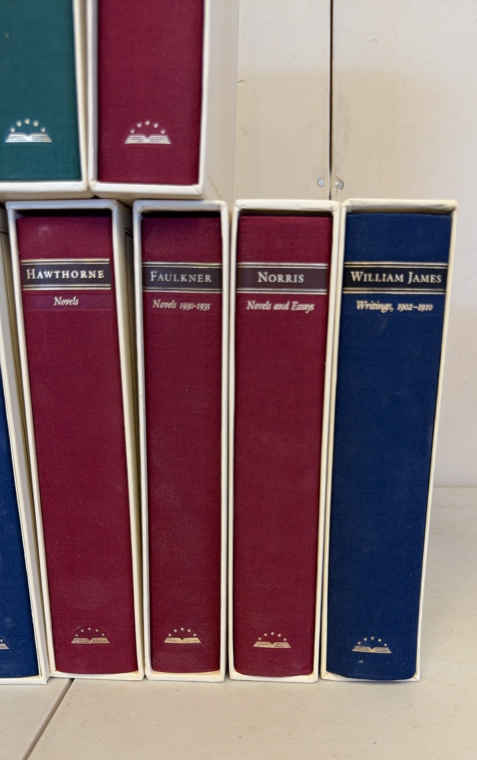 HAWTHORNE
Novels
FAULKNER
Novels 1930–1935
NORRIS
Novels and Essays
WILLIAM JAMES
Writings, 1902–1910